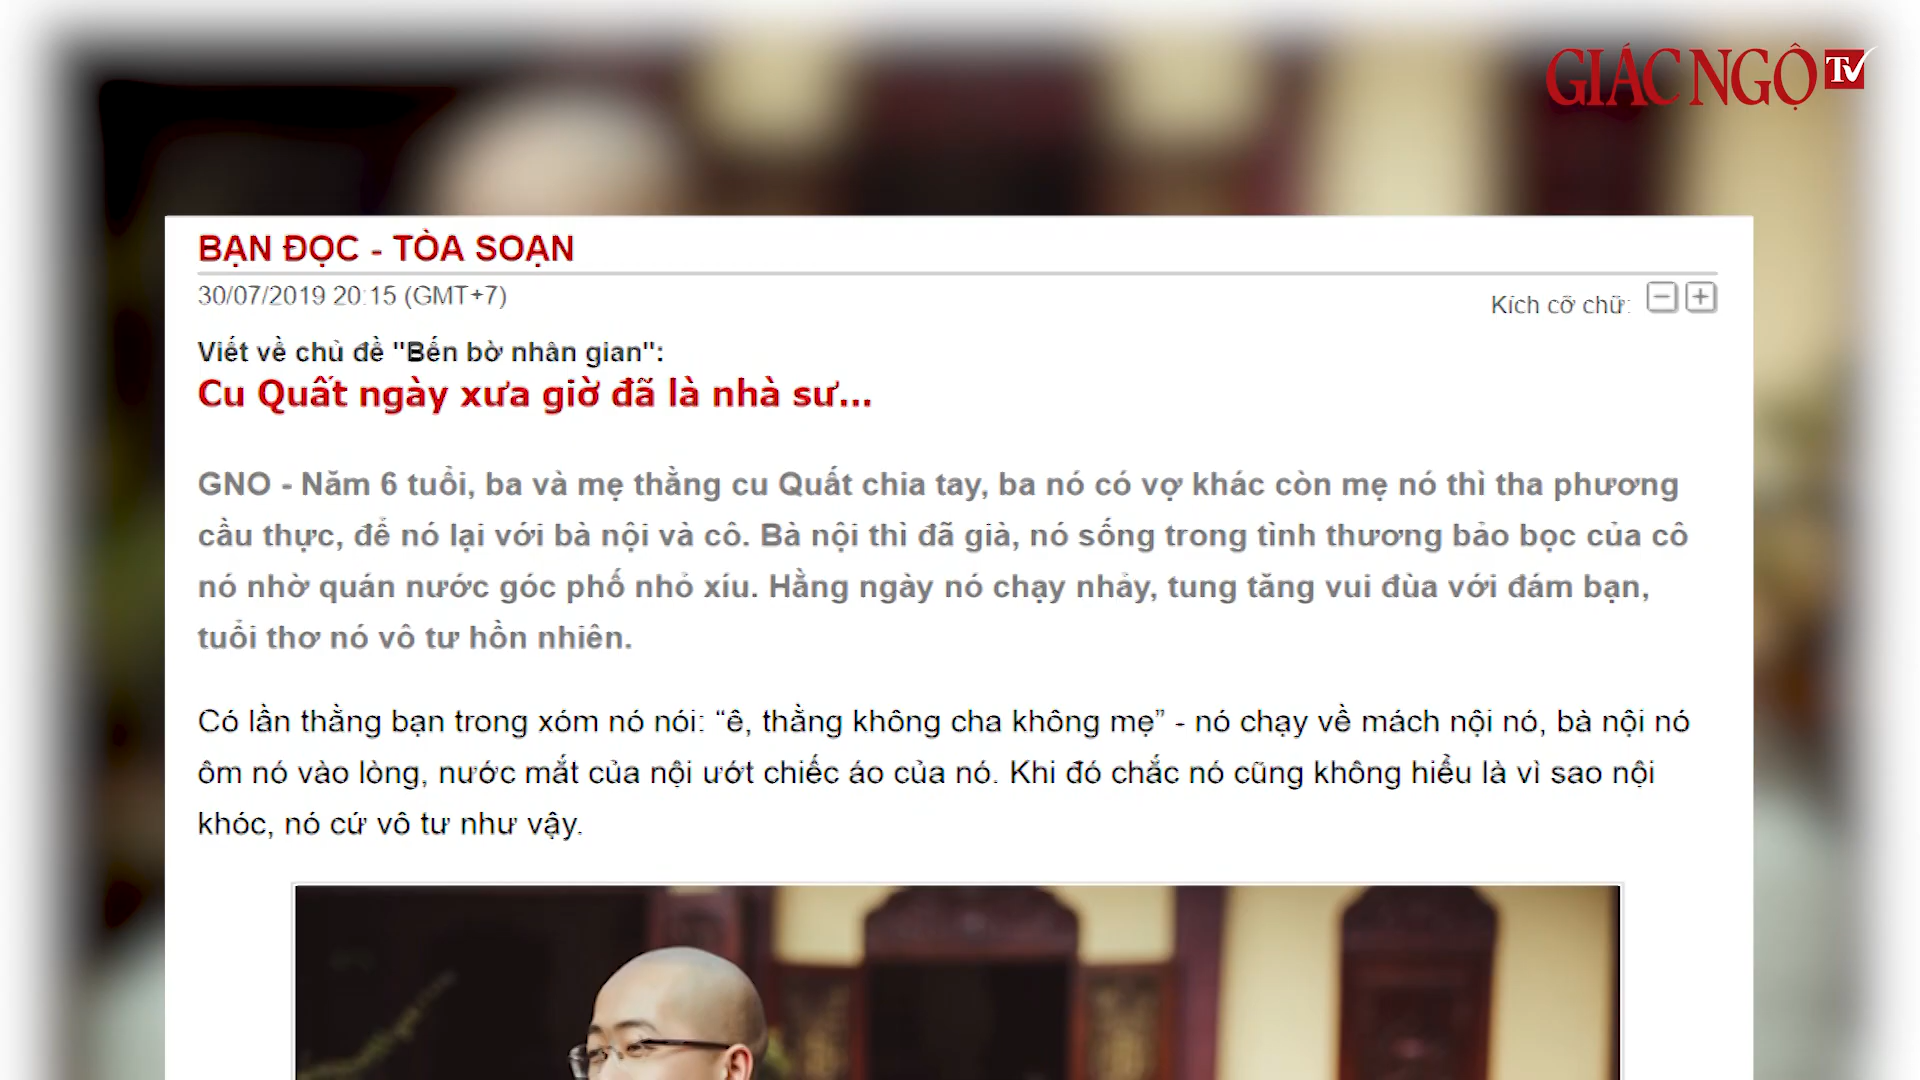 GIÁC NGỘ TV
BẠN ĐỌC - TÒA SOẠN
30/07/2019 20:15 (GMT+7)
Kích cỡ chữ:
Viết về chủ đề "Bến bờ nhân gian":
Cu Quất ngày xưa giờ đã là nhà sư...
GNO - Năm 6 tuổi, ba và mẹ thằng cu Quất chia tay, ba nó có vợ khác còn mẹ nó thì tha phương
cầu thực, để nó lại với bà nội và cô. Bà nội thì đã già, nó sống trong tình thương bảo bọc của cô
nó nhờ quán nước góc phố nhỏ xíu. Hằng ngày nó chạy nhảy, tung tăng vui đùa với đám bạn,
tuổi thơ nó vô tư hồn nhiên.
Có lần thằng bạn trong xóm nó nói: “ê, thằng không cha không mẹ” - nó chạy về mách nội nó, bà nội nó
ôm nó vào lòng, nước mắt của nội ướt chiếc áo của nó. Khi đó chắc nó cũng không hiểu là vì sao nội
khóc, nó cứ vô tư như vậy.